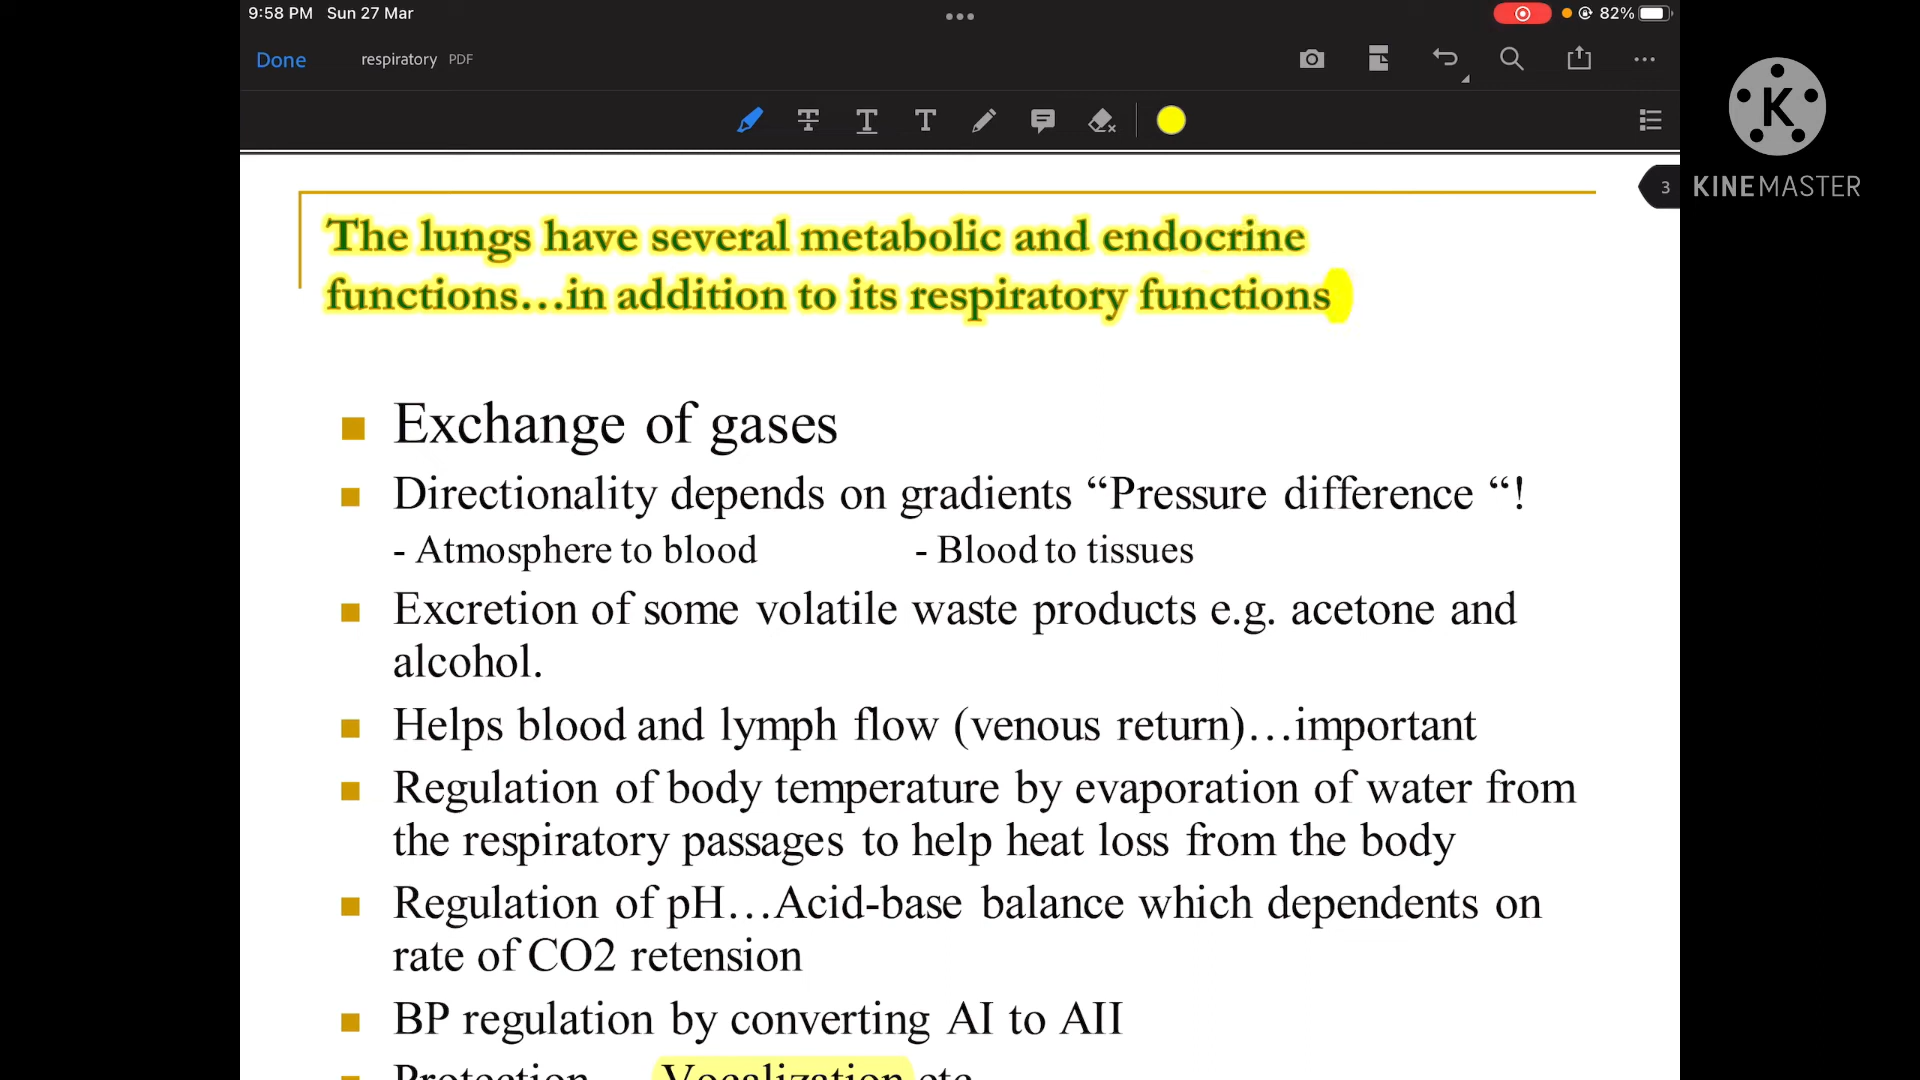 9:58 PM Sun 27 Mar
82%
Done
respiratory PDF
3
KINEMASTER
The lungs have several metabolic and endocrine
functions...in addition to its respiratory functions
Exchange of gases
Directionality depends on gradients “Pressure difference “!
- Atmosphere to blood - Blood to tissues
Excretion of some volatile waste products e.g. acetone and
alcohol.
Helps blood and lymph flow (venous return)...important
Regulation of body temperature by evaporation of water from
the respiratory passages to help heat loss from the body
Regulation of pH...Acid-base balance which dependents on
rate of CO2 retension
BP regulation by converting AI to AII
Protection Vocalization etc